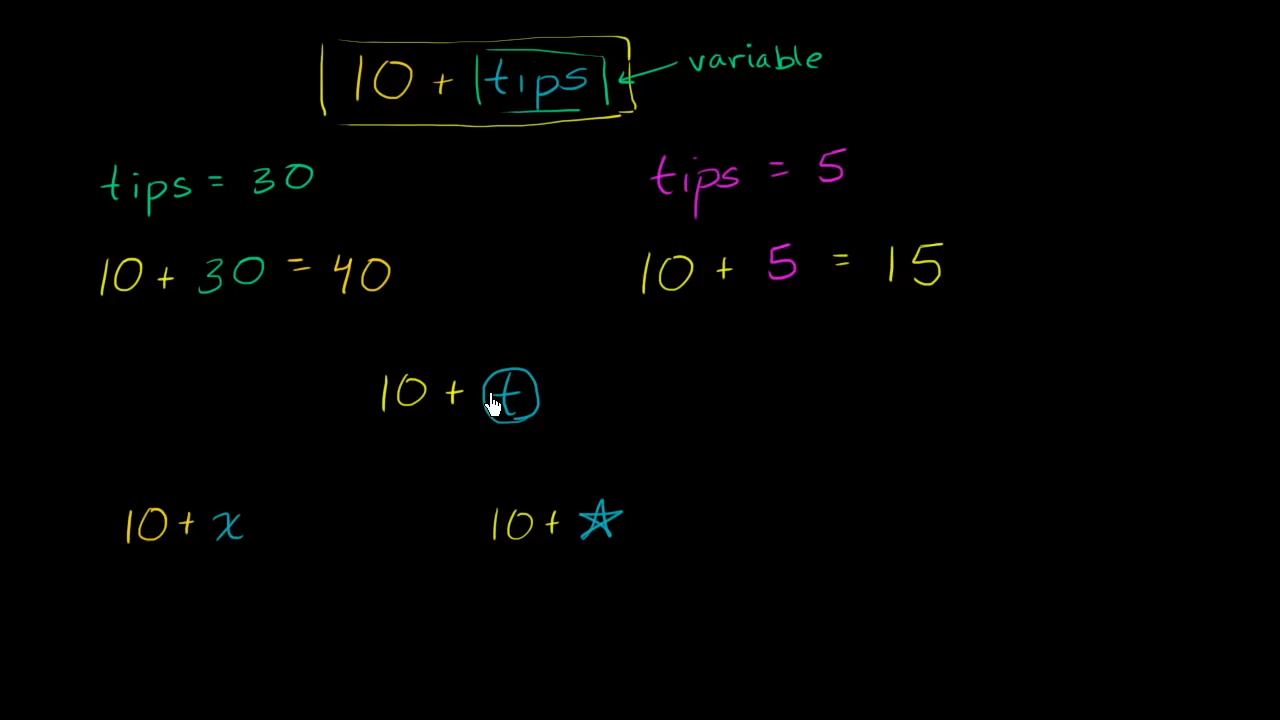 10 + tips
variable
tips = 30
tips = 5
10 + 30 = 40
10 + 5 = 15
10 + t
10 + x
10 + ☆